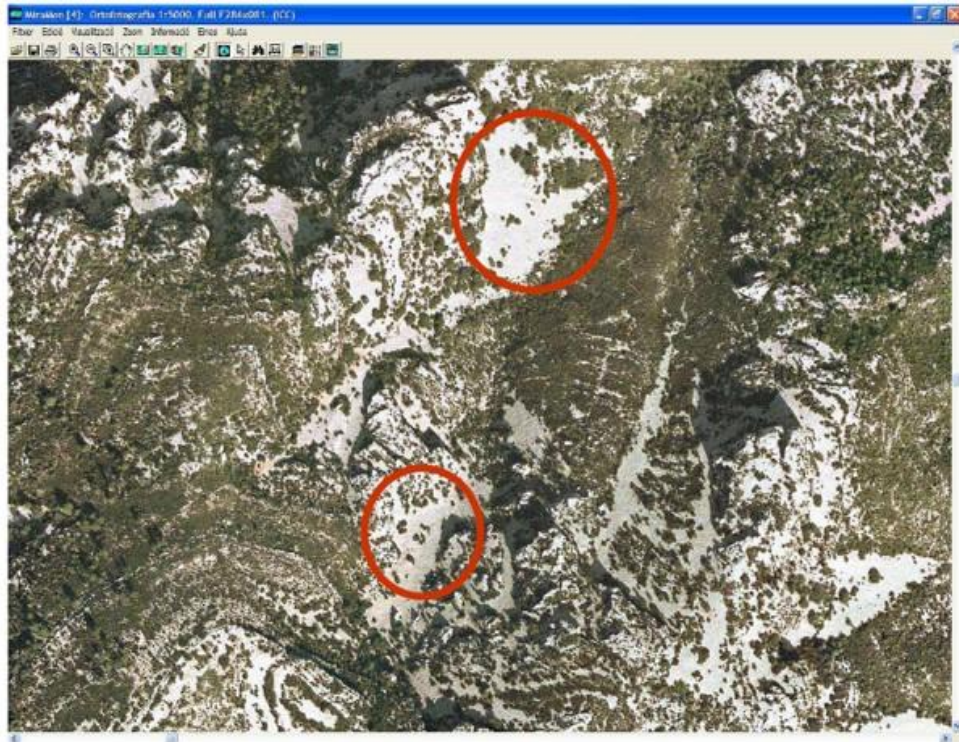 MiraMon [4]: Ortofotografia 1:5000. Full F284x081. (ICC)
Fitxer Edició Visualització Zoom Informació Eines Ajuda